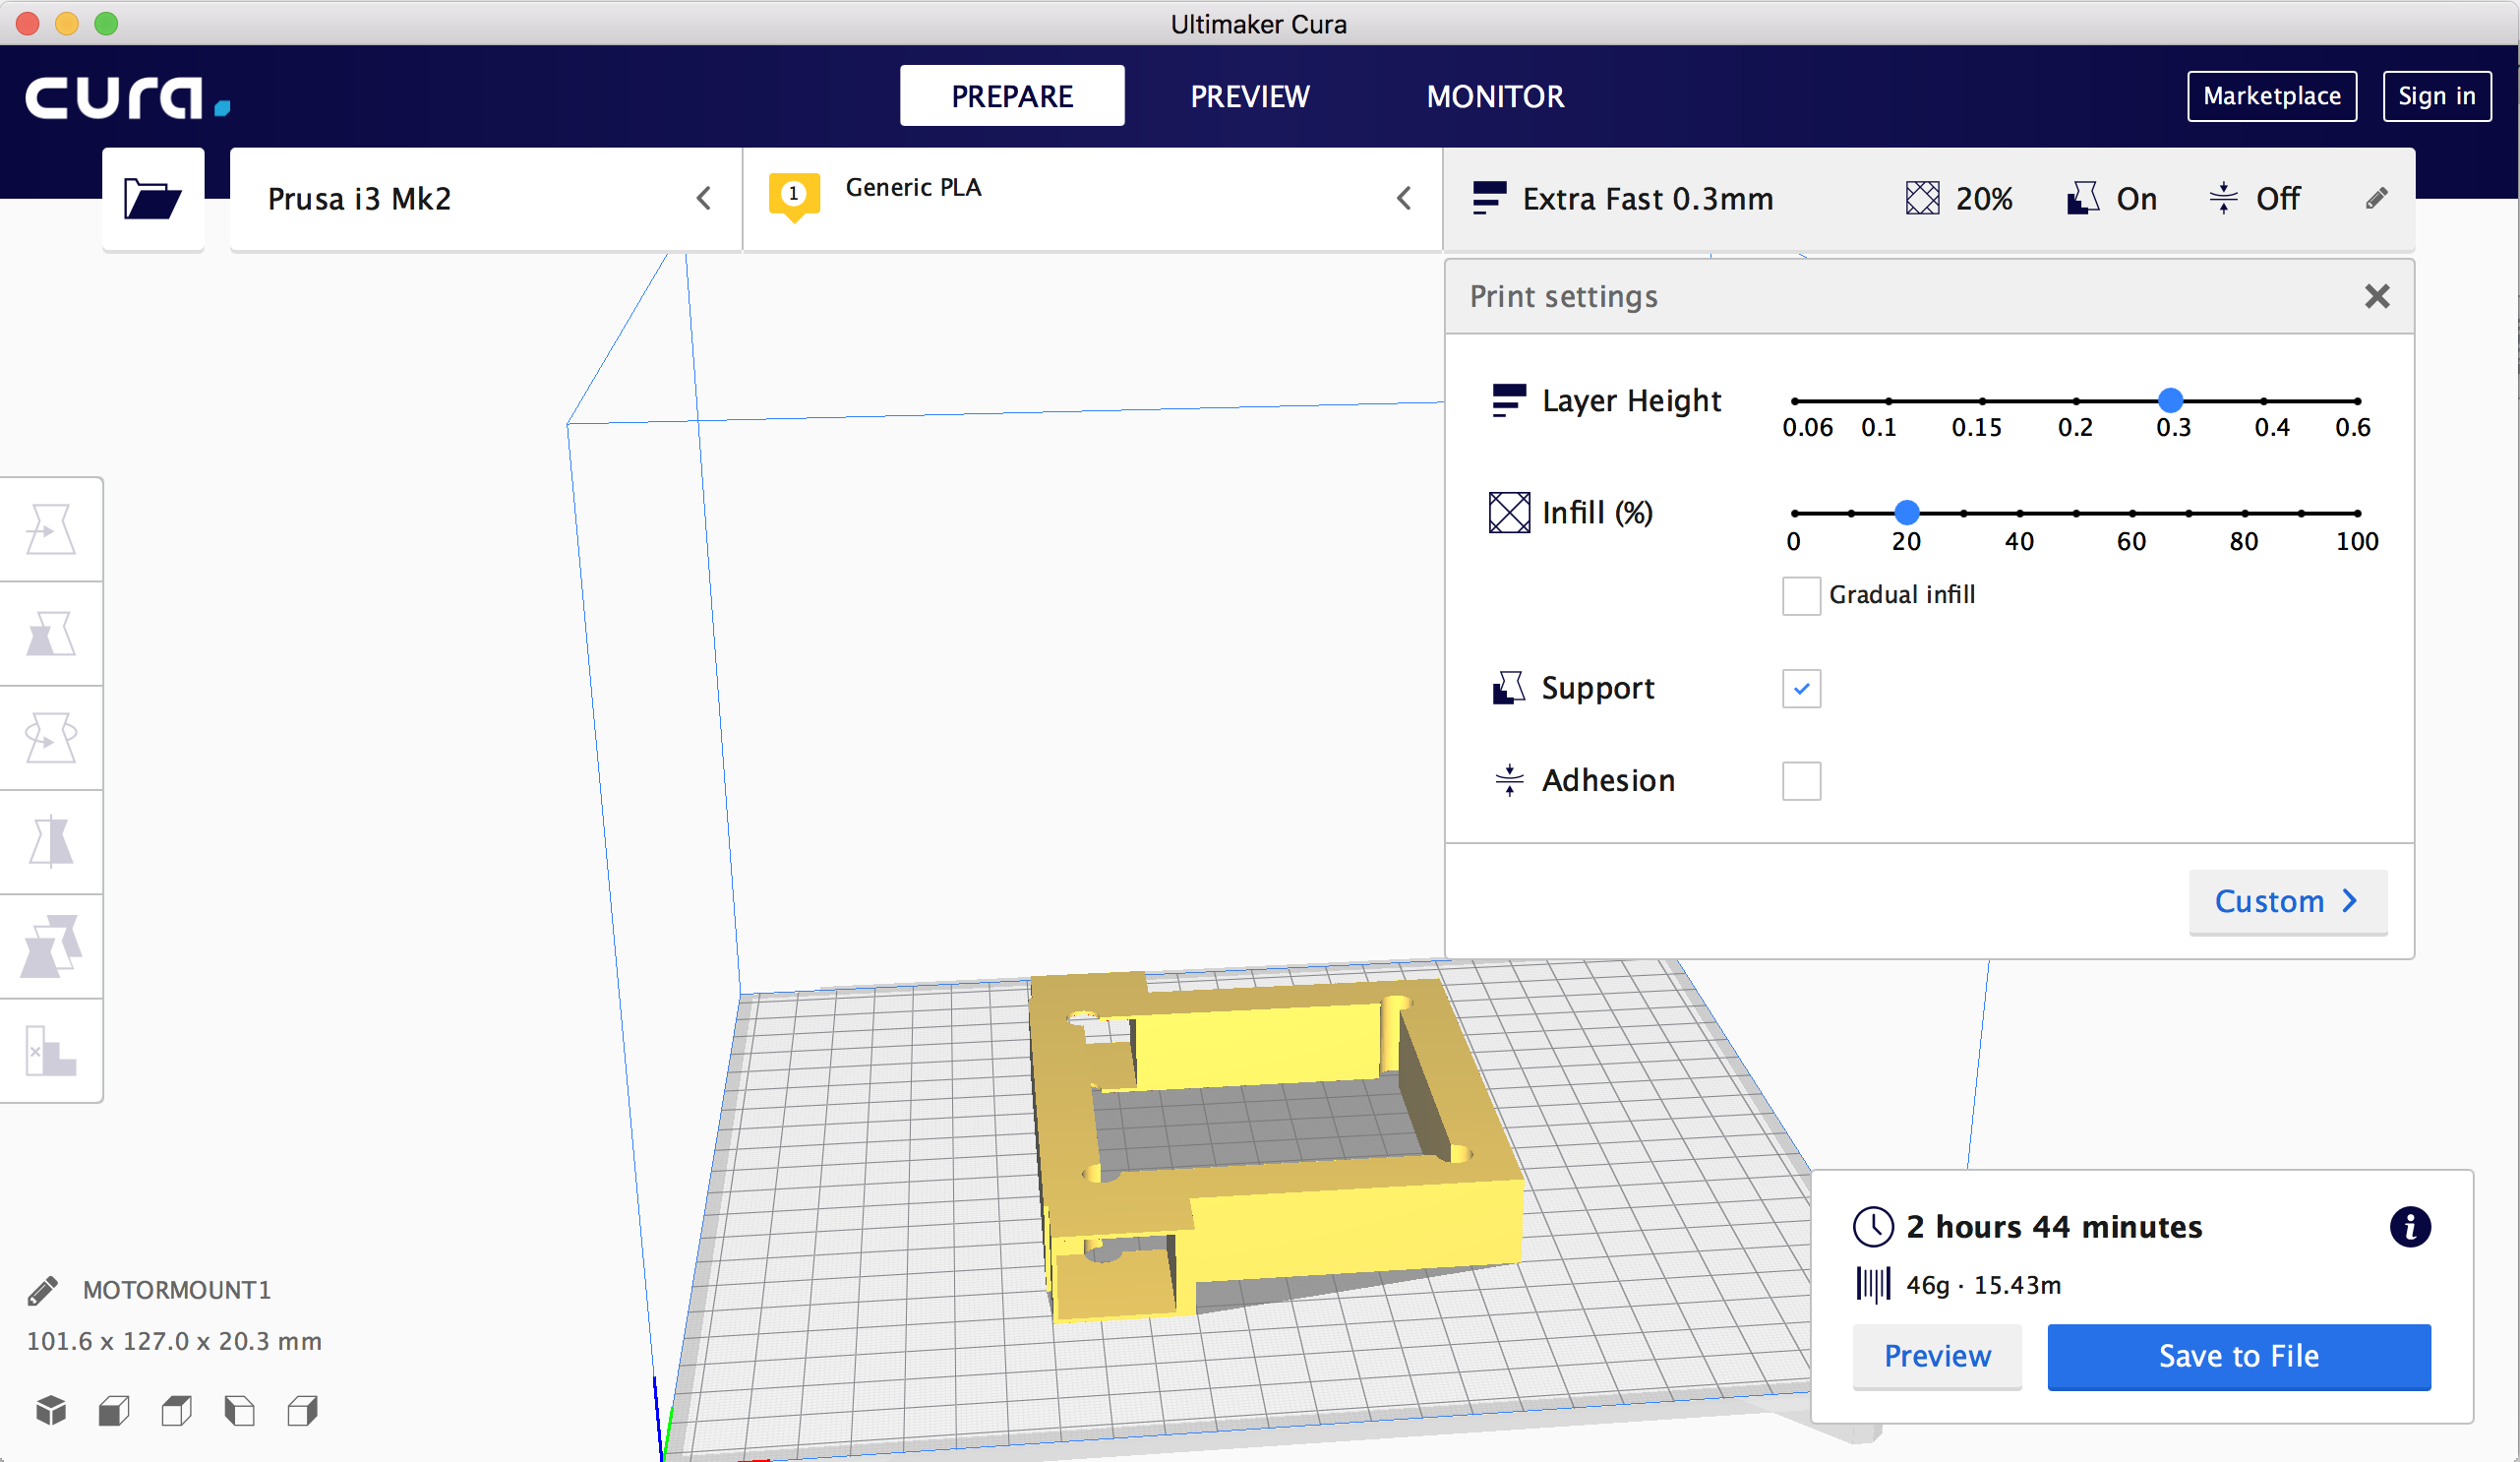 Ultimaker Cura
cura.
PREPARE
PREVIEW
MONITOR
Marketplace
Sign in
Prusa i3 Mk2
1
Generic PLA
Extra Fast 0.3mm
20%
On
Off
Print settings
Layer Height
0.06 0.1 0.15 0.2 0.3 0.4 0.6
Infill (%)
0 20 40 60 80 100
Gradual infill
Support
Adhesion
Custom
MOTORMOUNT1
101.6 x 127.0 x 20.3 mm
2 hours 44 minutes
46g · 15.43m
Preview
Save to File